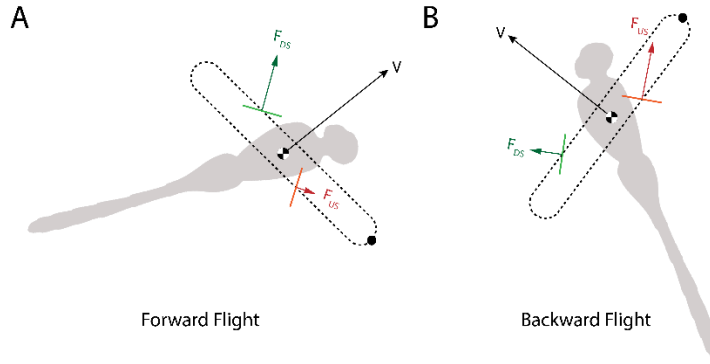 A
B
F_DS
V
F_US
V
F_US
F_DS
Forward Flight
Backward Flight